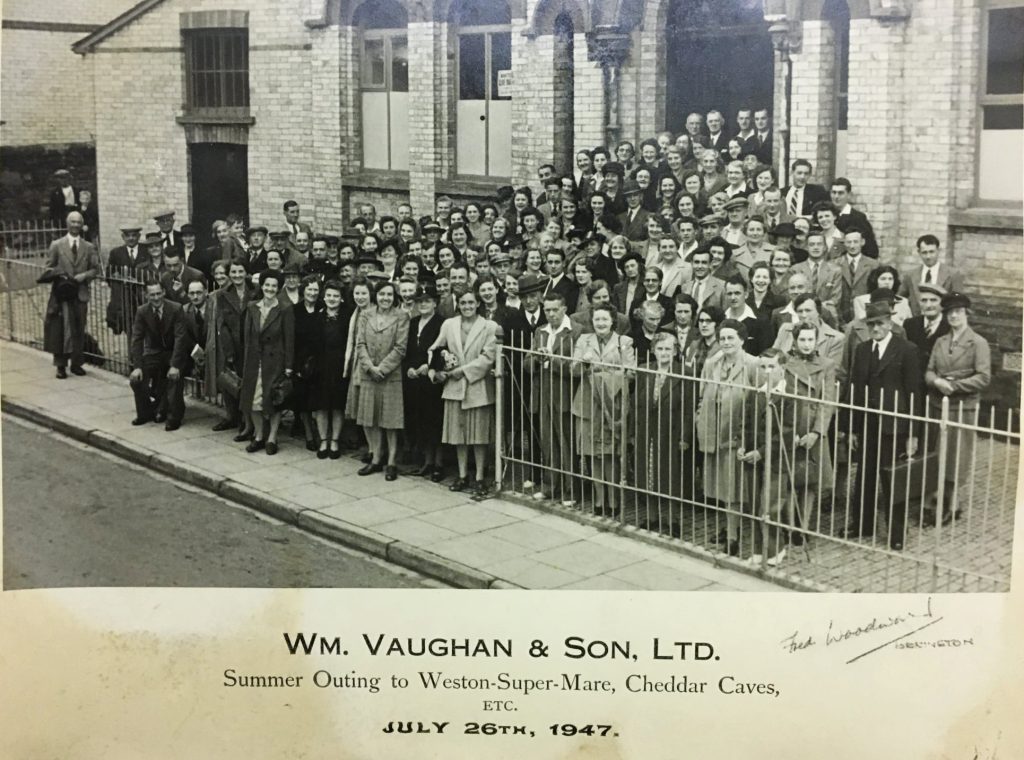 WM. VAUGHAN & SON, LTD.
Summer Outing to Weston-Super-Mare, Cheddar Caves,
ETC.
JULY 26TH, 1947.
Fred Woodward